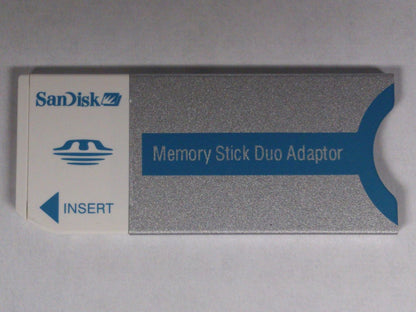 SanDisk
Memory Stick Duo Adaptor
INSERT